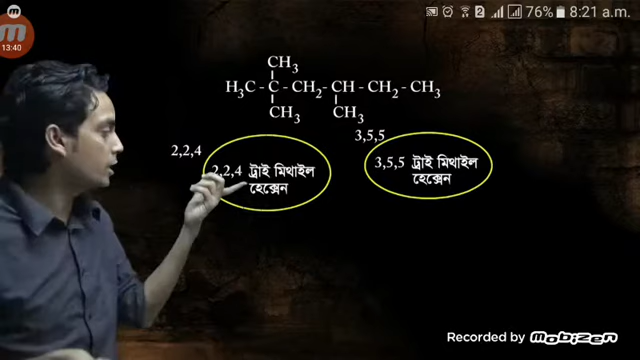 76% 8:21 a.m.
13:40
CH3
H3C - C - CH2 - CH - CH2 - CH3
CH3 CH3
2,2,4
2,2,4 ট্রাই মিথাইল
হেক্সেন
3,5,5
3,5,5 ট্রাই মিথাইল
হেক্সেন
Recorded by mobizen